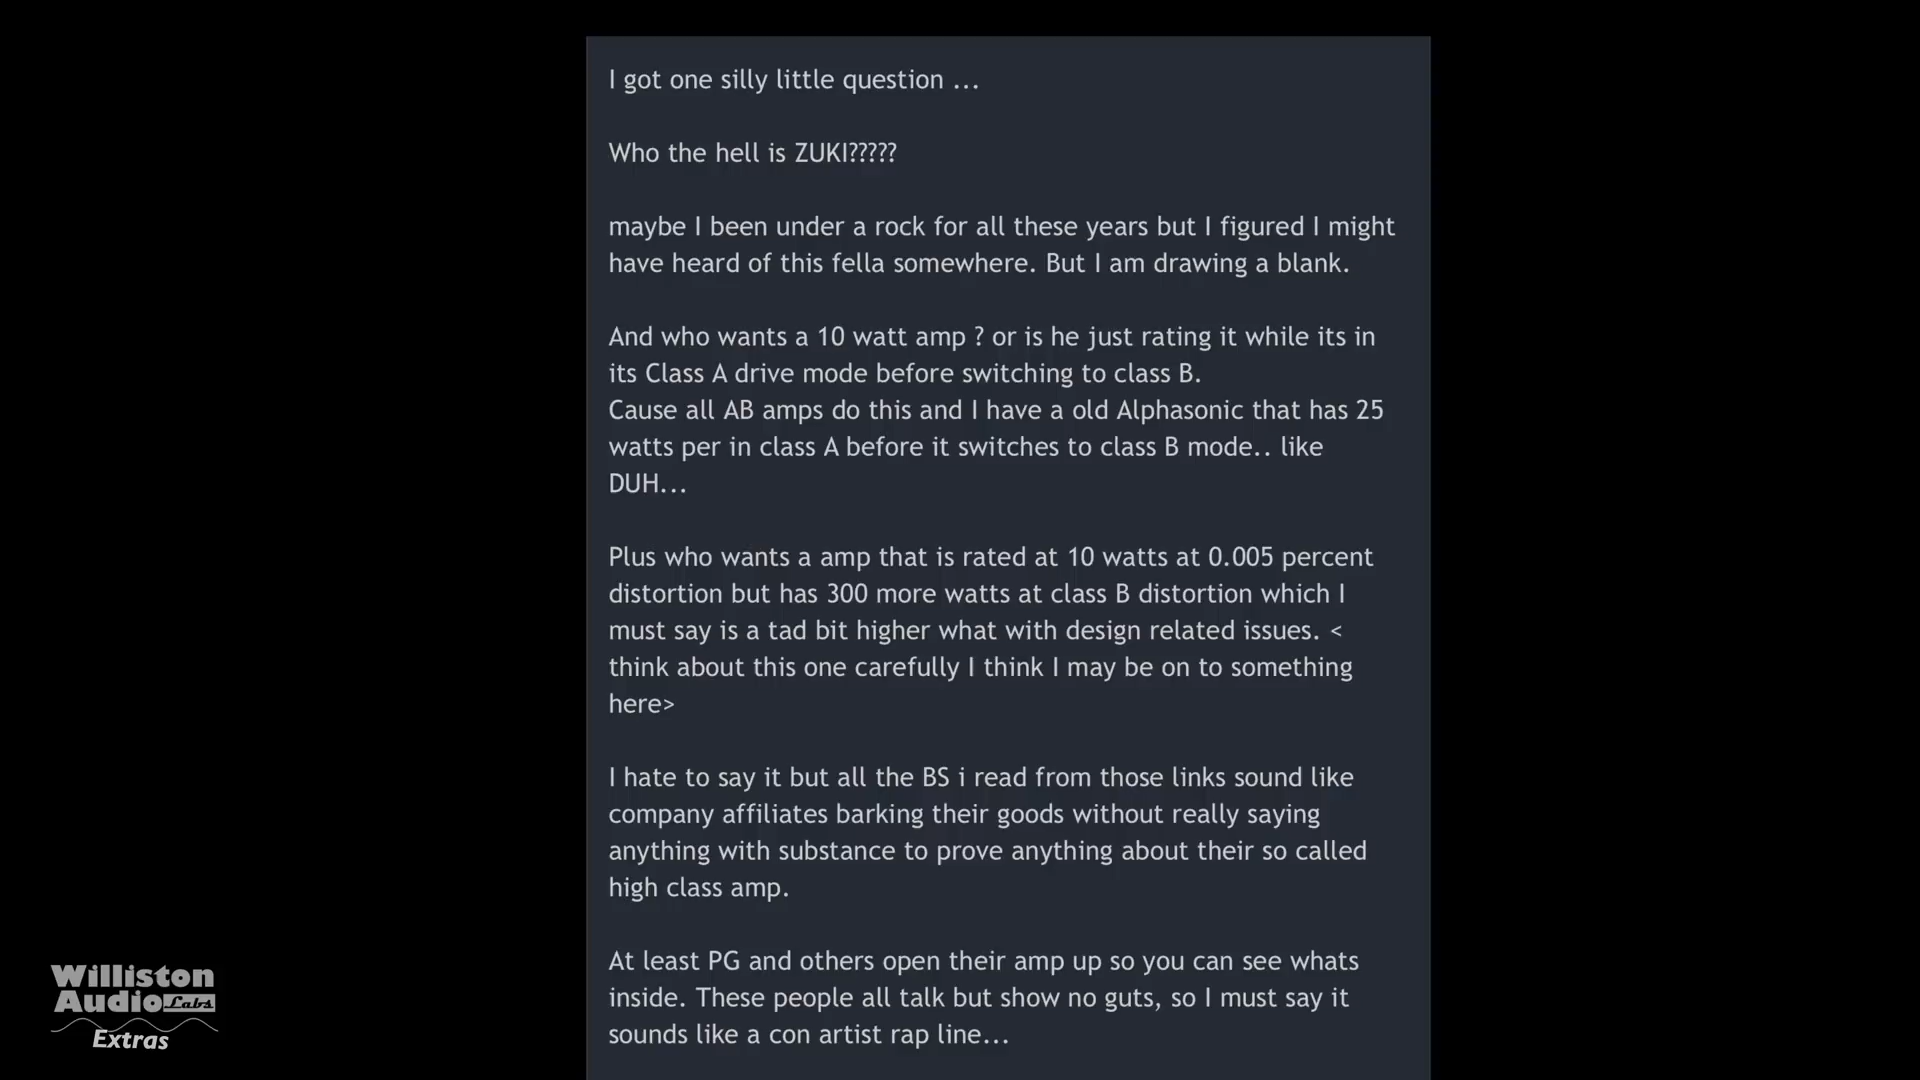 I got one silly little question ...
Who the hell is ZUKI?????
maybe I been under a rock for all these years but I figured I might
have heard of this fella somewhere. But I am drawing a blank.
And who wants a 10 watt amp ? or is he just rating it while its in
its Class A drive mode before switching to class B.
Cause all AB amps do this and I have a old Alphasonic that has 25
watts per in class A before it switches to class B mode.. like
DUH...
Plus who wants a amp that is rated at 10 watts at 0.005 percent
distortion but has 300 more watts at class B distortion which I
must say is a tad bit higher what with design related issues. <
think about this one carefully I think I may be on to something
here>
I hate to say it but all the BS i read from those links sound like
company affiliates barking their goods without really saying
anything with substance to prove anything about their so called
high class amp.
At least PG and others open their amp up so you can see whats
inside. These people all talk but show no guts, so I must say it
sounds like a con artist rap line...
Williston
Audio Labs
Extras